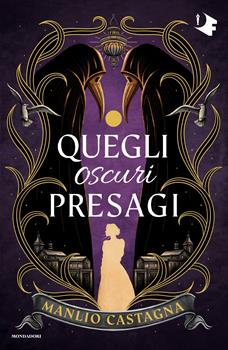 QUEGLI
oscuri
PRESAGI
MANLIO CASTAGNA
MONDADORI